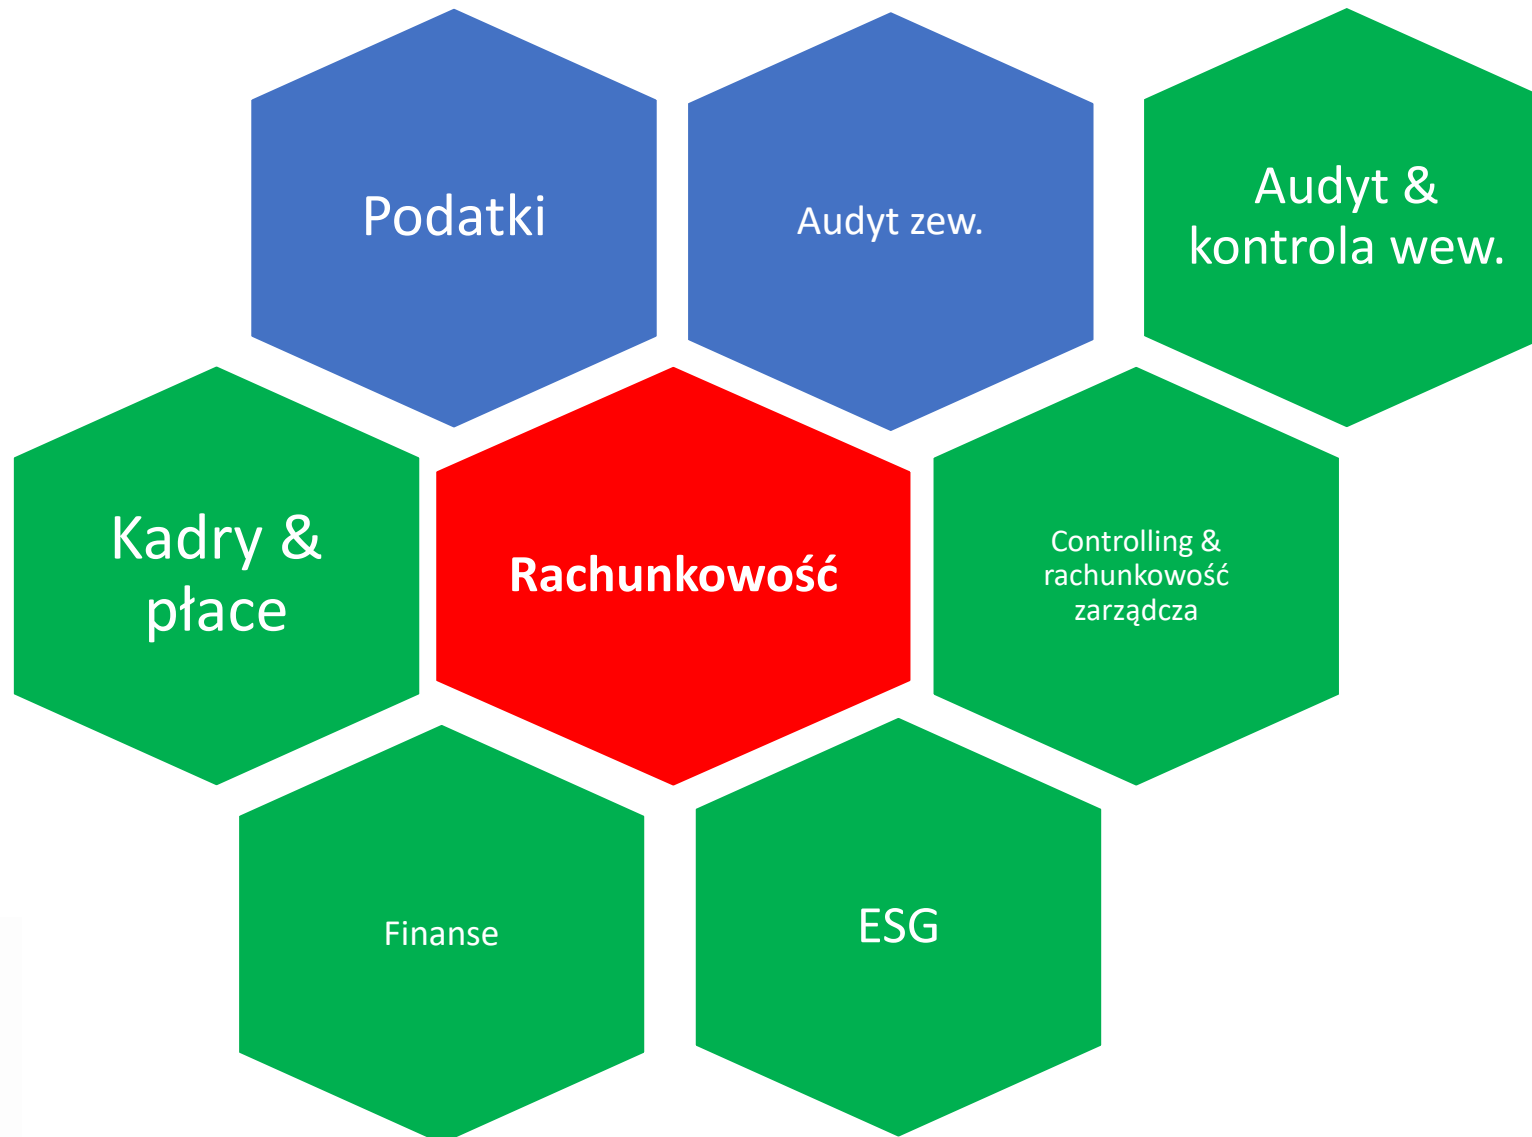 Podatki
Audyt zew.
Audyt &
kontrola wew.
Kadry &
płace
Rachunkowość
Controlling &
rachunkowość
zarządcza
Finanse
ESG